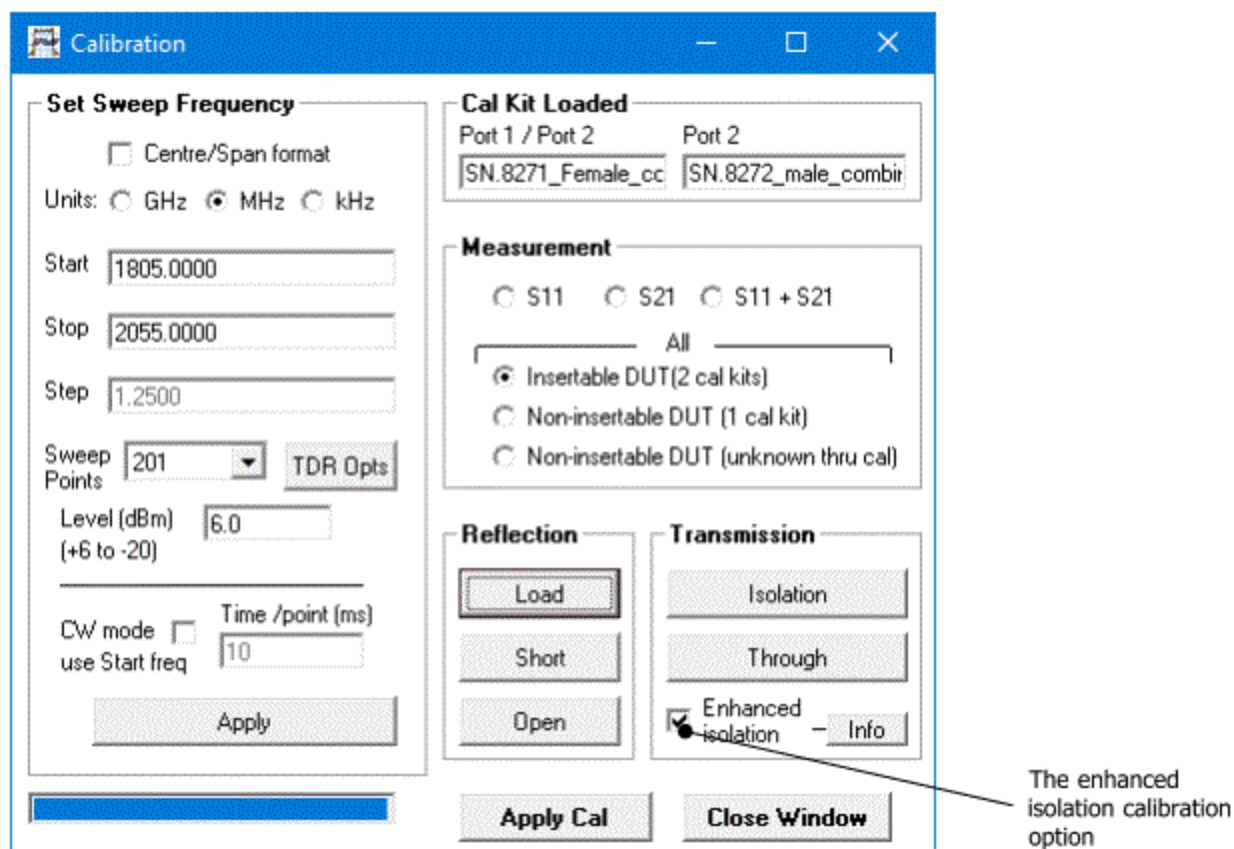 Calibration
Set Sweep Frequency
Centre/Span format
Units: GHz MHz kHz
Start 1805.0000
Stop 2055.0000
Step 1.2500
Sweep Points 201 TDR Opts
Level (dBm) 6.0
(+6 to -20)
CW mode Time /point (ms)
use Start freq 10
Apply
Cal Kit Loaded
Port 1 / Port 2 Port 2
SN.8271_Female_cc SN.8272_male_combir
Measurement
S11 S21 S11 + S21
All
Insertable DUT(2 cal kits)
Non-insertable DUT (1 cal kit)
Non-insertable DUT (unknown thru cal)
Reflection
Load
Short
Open
Transmission
Isolation
Through
Enhanced
isolation Info
Apply Cal Close Window
The enhanced
isolation calibration
option